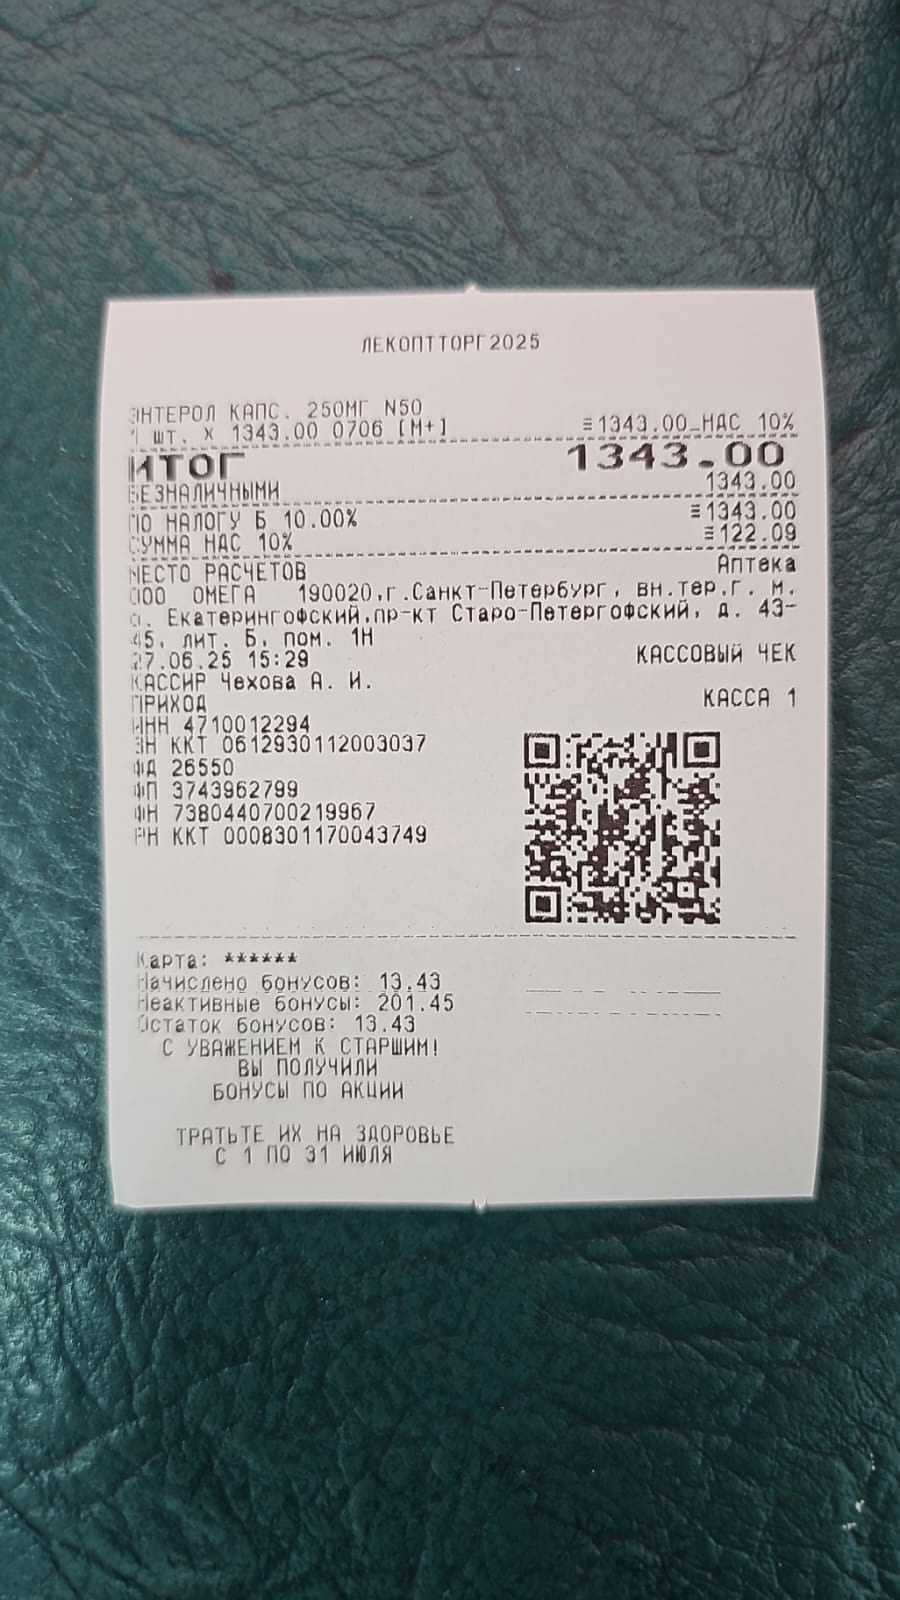 ЛЕКОПТТОРГ2025
ЭНТЕРОЛ КАПС. 250МГ N50
1 шт. X 1343.00 0706 [M+] ≡1343.00_НДС 10%
ИТОГ 1343.00
БЕЗНАЛИЧНЫМИ 1343.00
ПО НАЛОГУ Б 10.00% ≡1343.00
СУММА НДС 10% ≡122.09
МЕСТО РАСЧЕТОВ Аптека
ООО ОМЕГА 190020,г.Санкт-Петербург, вн.тер.г. м.
о. Екатерингофский,пр-кт Старо-Петергофский, д. 43-
45, лит. Б, пом. 1Н
27.06.25 15:29 КАССОВЫЙ ЧЕК
КАССИР Чехова А. И.
ПРИХОД КАССА 1
ИНН 4710012294
ЗН ККТ 0612930112003037
ФД 26550
ФП 3743962799
ФН 7380440700219967
РН ККТ 0008301170043749
Карта: ******
Начислено бонусов: 13.43
Неактивные бонусы: 201.45
Остаток бонусов: 13.43
С УВАЖЕНИЕМ К СТАРШИМ!
ВЫ ПОЛУЧИЛИ
БОНУСЫ ПО АКЦИИ
ТРАТЬТЕ ИХ НА ЗДОРОВЬЕ
С 1 ПО 31 ИЮЛЯ